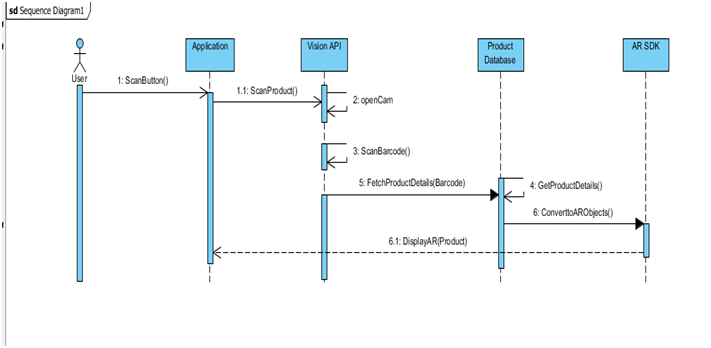 sd Sequence Diagram1
User
Application
Vision API
Product
Database
AR SDK
1: ScanButton()
1.1: ScanProduct()
2: openCam
3: ScanBarcode()
5: FetchProductDetails(Barcode)
4: GetProductDetails()
6: ConverttoARObjects()
6.1: DisplayAR(Product)